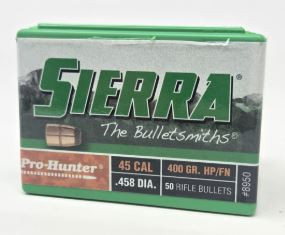 SIERRA
The Bulletsmiths®
Pro-Hunter®
45 CAL
400 GR. HP/FN
.458 DIA.
50 RIFLE BULLETS
#8950